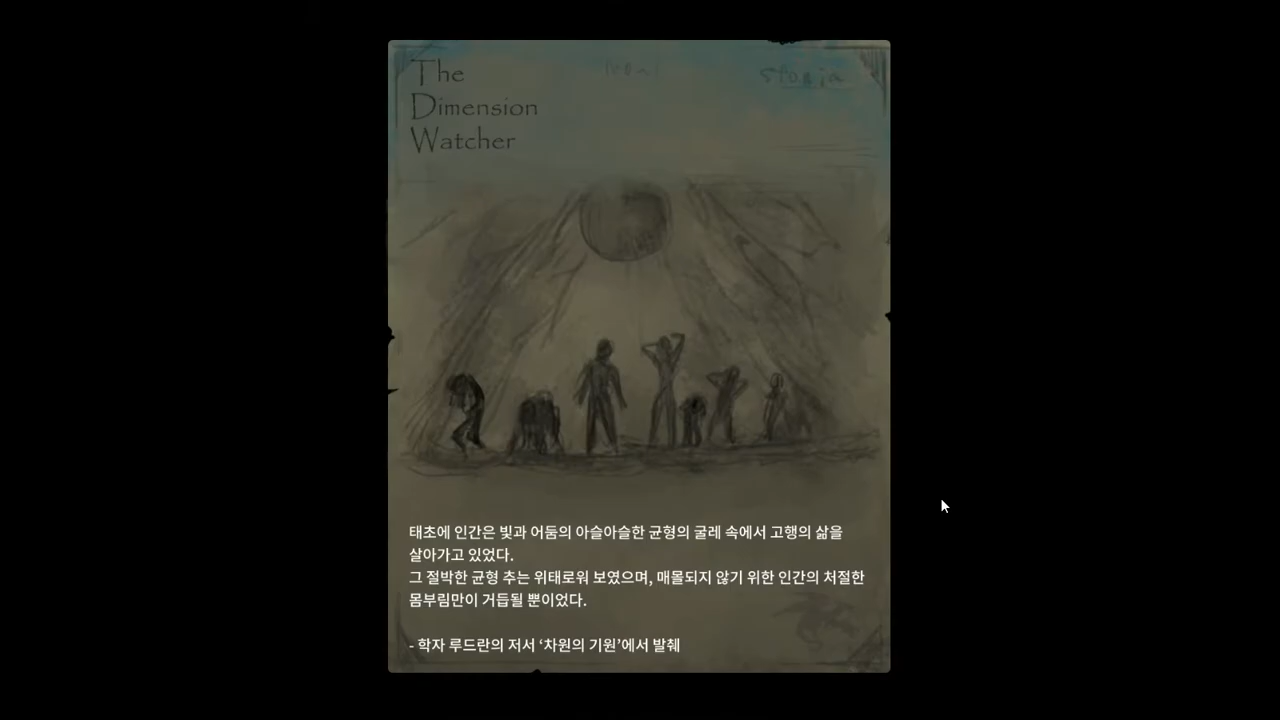 The
Dimension
Watcher
태초에 인간은 빛과 어둠의 아슬아슬한 균형의 굴레 속에서 고행의 삶을
살아가고 있었다.
그 절박한 균형 추는 위태로워 보였으며, 매몰되지 않기 위한 인간의 처절한
몸부림만이 거듭될 뿐이었다.
- 학자 루드란의 저서 ‘차원의 기원’에서 발췌